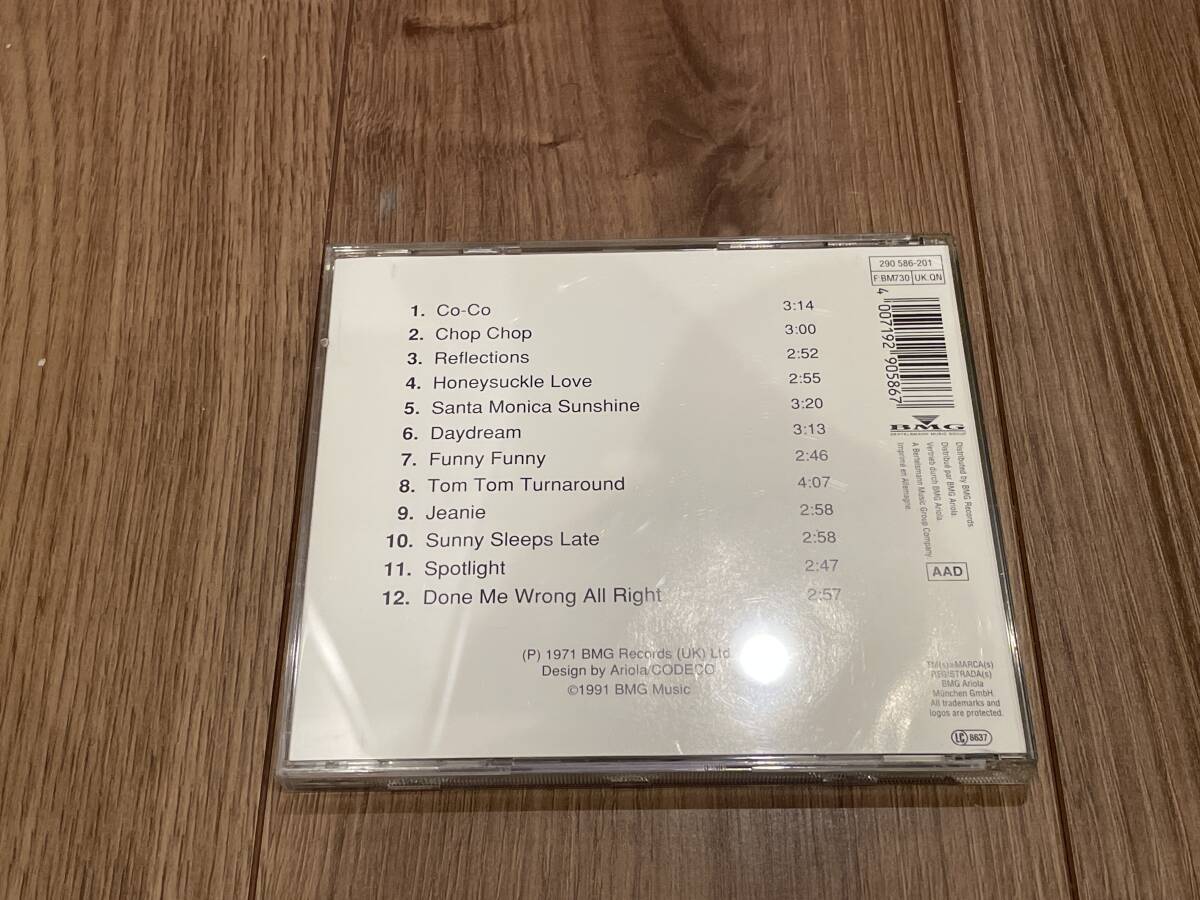 290 586-201
F:BM730 UK:QN
1. Co-Co 3:14
2. Chop Chop 3:00
3. Reflections 2:52
4. Honeysuckle Love 2:55
5. Santa Monica Sunshine 3:20
6. Daydream 3:13
7. Funny Funny 2:46
8. Tom Tom Turnaround 4:07
9. Jeanie 2:58
10. Sunny Sleeps Late 2:58
11. Spotlight 2:47
12. Done Me Wrong All Right 2:57
(P) 1971 BMG Records (UK) Ltd
Design by Ariola/CODECO
©1991 BMG Music
4 007192 905867
BMG
BERTELSMANN MUSIC GROUP
Distributed by BMG Records
Distribué par BMG Ariola.
Vertrieb durch BMG Ariola.
A Bertelsmann Music Group Company.
Imprimé en Allemagne.
AAD
TM(s)®MARCA(s)
REGISTRADA(s)
BMG Ariola
München GmbH.
All trademarks and
logos are protected.
LC 8637